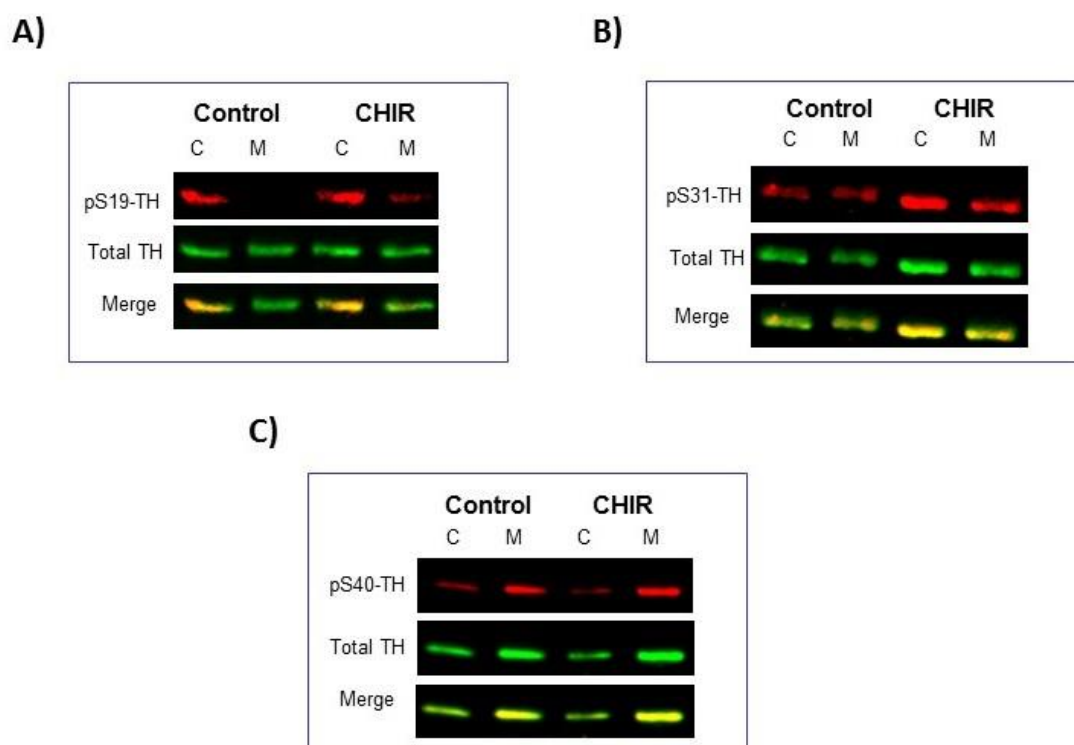 A)
Control CHIR
C M C M
pS19-TH
Total TH
Merge
B)
Control CHIR
C M C M
pS31-TH
Total TH
Merge
C)
Control CHIR
C M C M
pS40-TH
Total TH
Merge